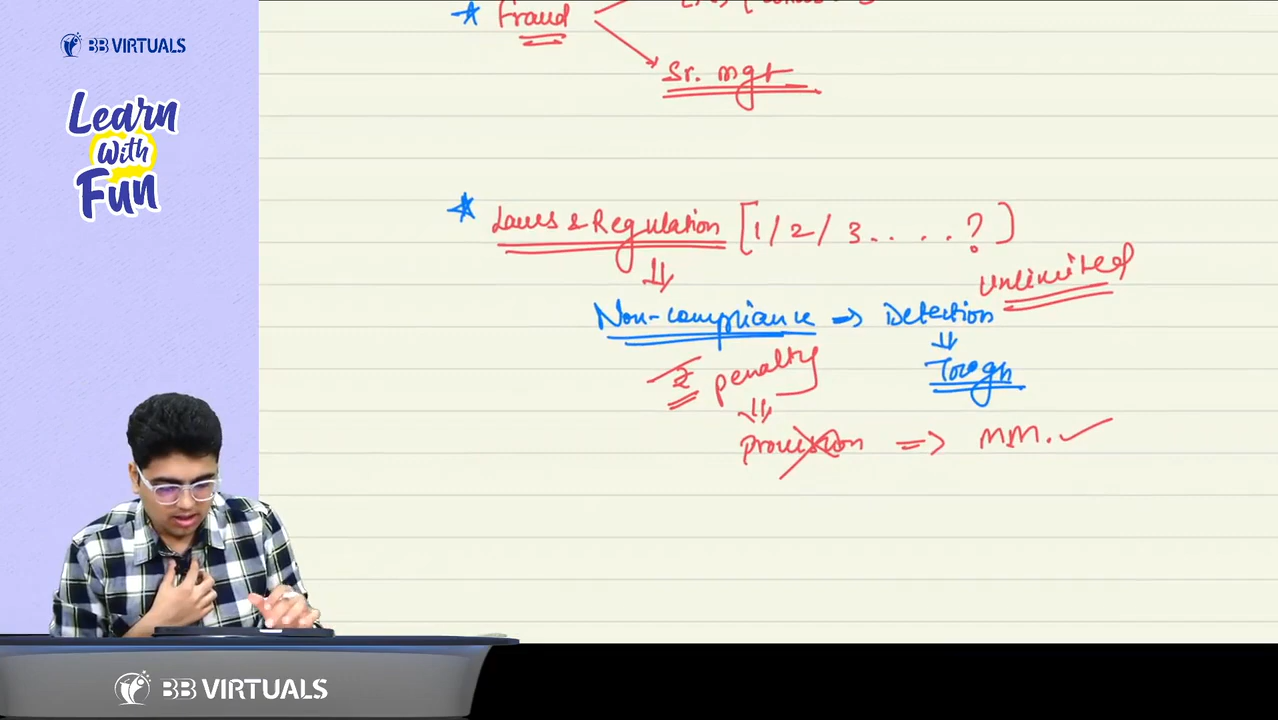 BB VIRTUALS
Learn
With
Fun
Fraud
Sr. mgt
Laws & Regulation [1/2/3.. . . . ?]
Unlimited
Non-compliance => Detection
Tough
₹ penalty
provision => MM. ✓
BB VIRTUALS